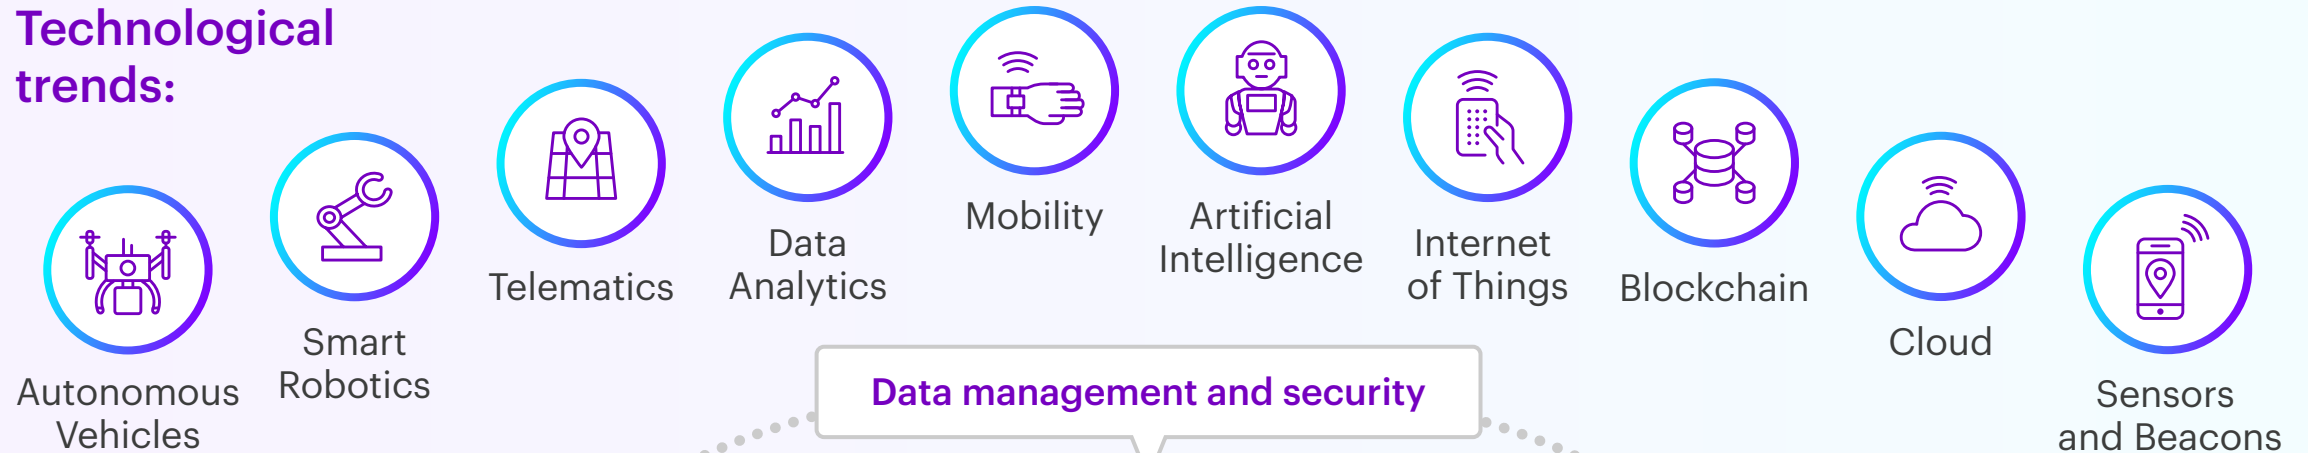 Technological
trends:
Autonomous
Vehicles
Smart
Robotics
Telematics
Data
Analytics
Mobility
Artificial
Intelligence
Internet
of Things
Blockchain
Cloud
Sensors
and Beacons
Data management and security